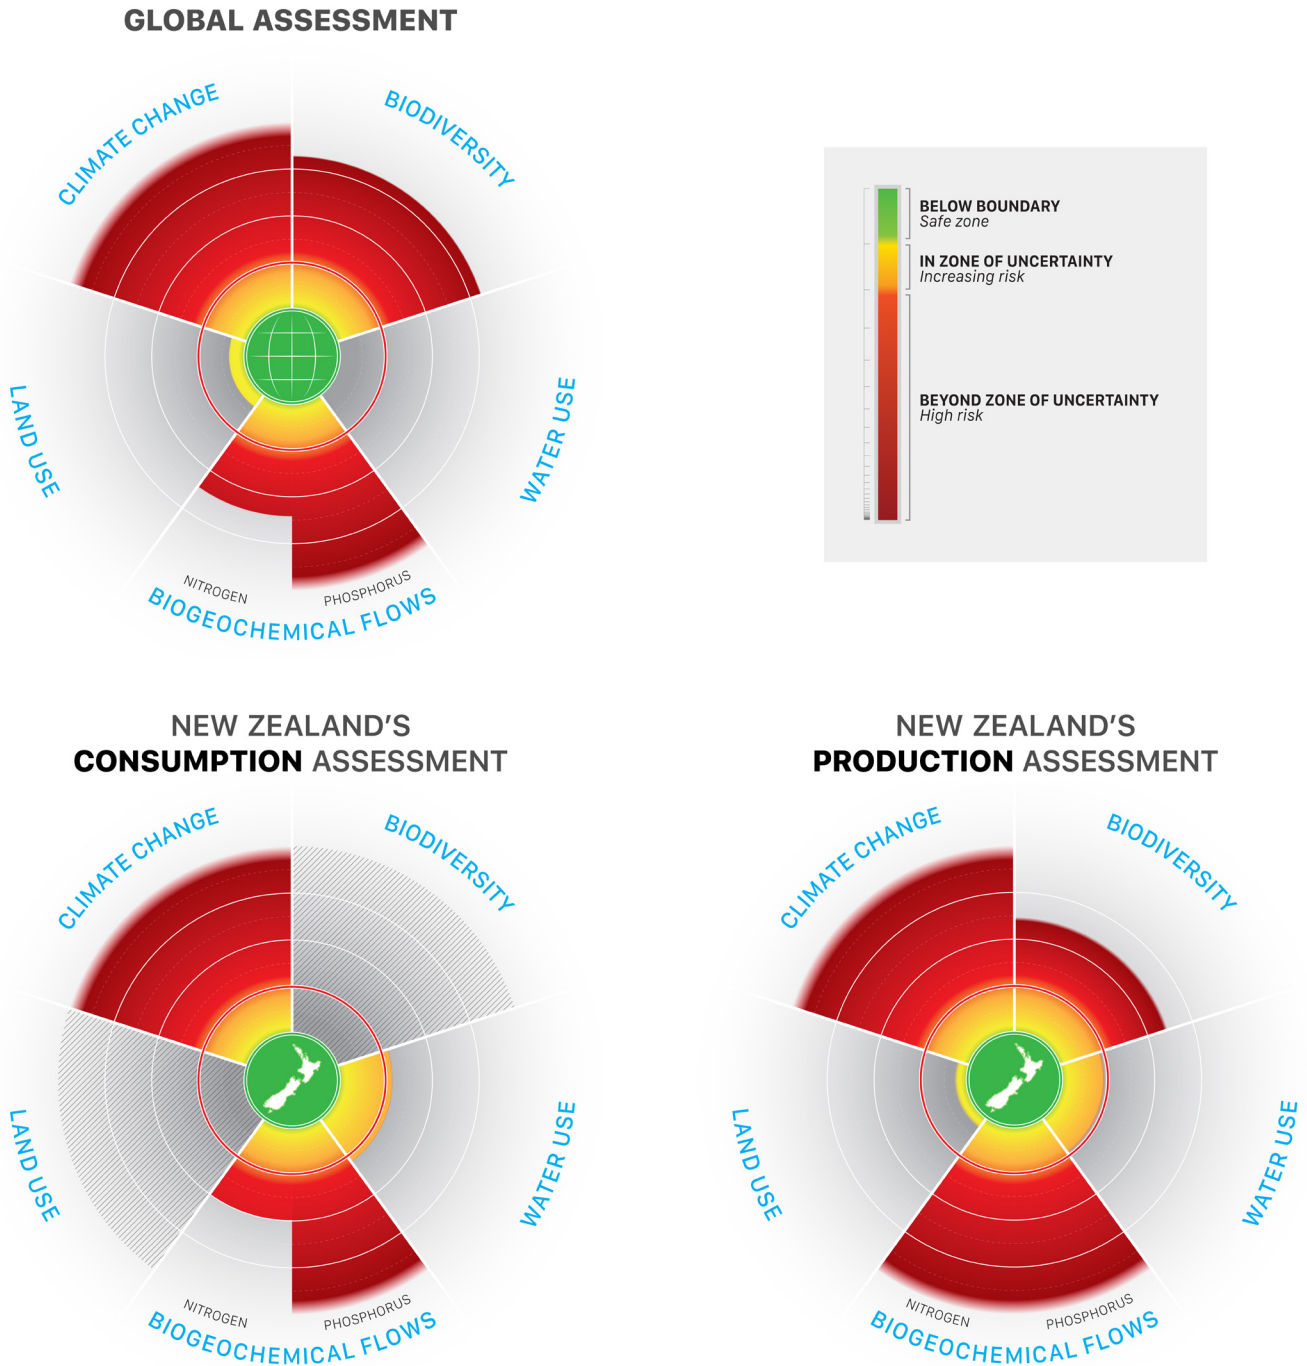 GLOBAL ASSESSMENT
CLIMATE CHANGE
BIODIVERSITY
LAND USE
WATER USE
NITROGEN
PHOSPHORUS
BIOGEOCHEMICAL FLOWS
BELOW BOUNDARY
Safe zone
IN ZONE OF UNCERTAINTY
Increasing risk
BEYOND ZONE OF UNCERTAINTY
High risk
NEW ZEALAND’S
CONSUMPTION ASSESSMENT
CLIMATE CHANGE
BIODIVERSITY
LAND USE
WATER USE
NITROGEN
PHOSPHORUS
BIOGEOCHEMICAL FLOWS
NEW ZEALAND’S
PRODUCTION ASSESSMENT
CLIMATE CHANGE
BIODIVERSITY
LAND USE
WATER USE
NITROGEN
PHOSPHORUS
BIOGEOCHEMICAL FLOWS